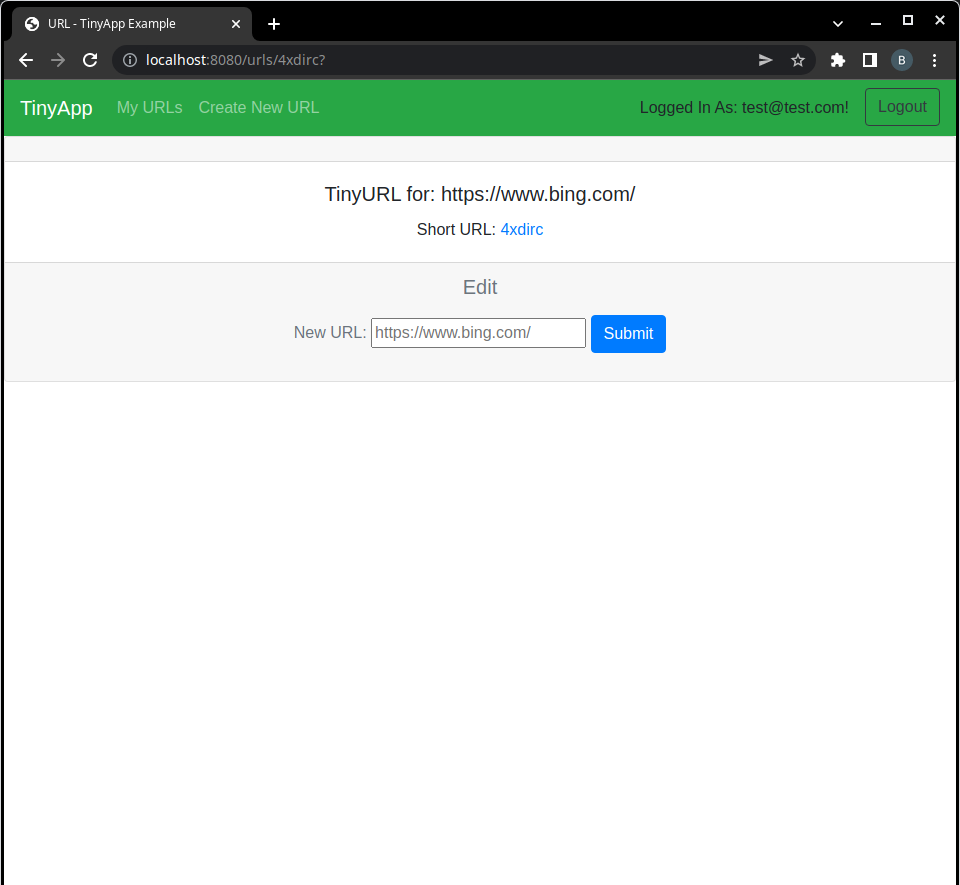 URL - TinyApp Example
localhost:8080/urls/4xdirc?
B
TinyApp My URLs Create New URL Logged In As: test@test.com! Logout
TinyURL for: https://www.bing.com/
Short URL: 4xdirc
Edit
New URL: https://www.bing.com/ Submit